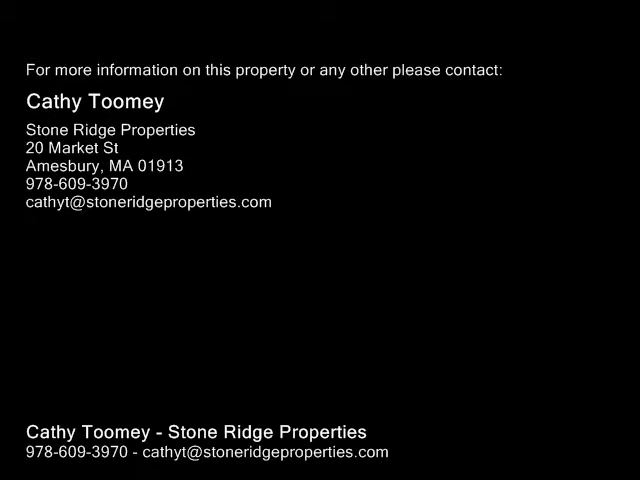 For more information on this property or any other please contact:
Cathy Toomey
Stone Ridge Properties
20 Market St
Amesbury, MA 01913
978-609-3970
cathyt@stoneridgeproperties.com
Cathy Toomey - Stone Ridge Properties
978-609-3970 - cathyt@stoneridgeproperties.com